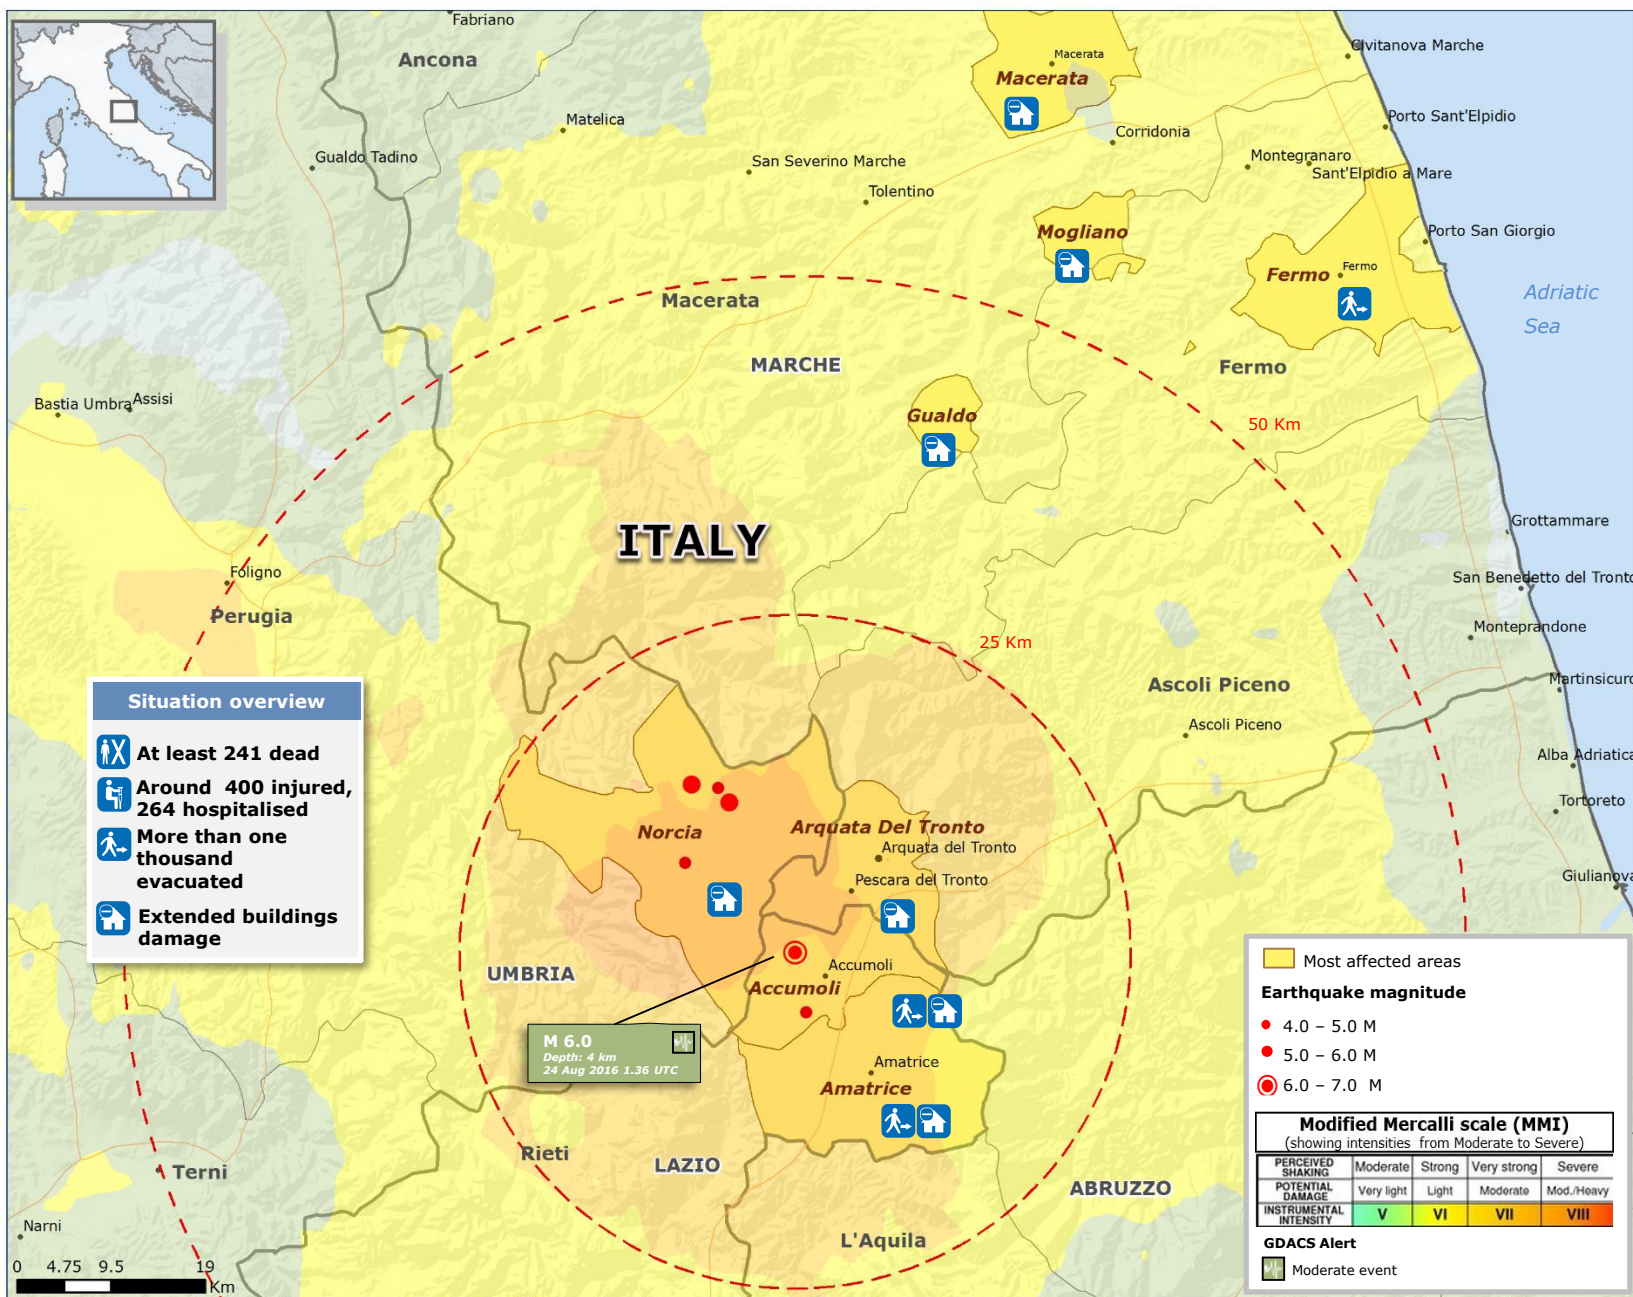 Fabriano
Ancona
Civitanova Marche
Macerata
Macerata
Porto Sant'Elpidio
Matelica
Corridonia
Gualdo Tadino
San Severino Marche
Montegranaro
Sant'Elpidio a Mare
Tolentino
Mogliano
Porto San Giorgio
Fermo
Fermo
Adriatic
Sea
Macerata
MARCHE
Fermo
Bastia Umbra
Assisi
Gualdo
50 Km
ITALY
Grottammare
Foligno
San Benedetto del Tronto
Perugia
Monteprandone
25 Km
Ascoli Piceno
Martinsicuro
Ascoli Piceno
Alba Adriatica
Tortoreto
Giulianova
Situation overview
At least 241 dead
Around 400 injured,
264 hospitalised
More than one
thousand
evacuated
Extended buildings
damage
Norcia
Arquata Del Tronto
Arquata del Tronto
Pescara del Tronto
UMBRIA
Accumoli
Accumoli
M 6.0
Depth: 4 km
24 Aug 2016 1.36 UTC
Amatrice
Amatrice
Rieti
LAZIO
Terni
ABRUZZO
Narni
L'Aquila
0 4.75 9.5 19
Km
Most affected areas
Earthquake magnitude
4.0 – 5.0 M
5.0 – 6.0 M
6.0 – 7.0 M
Modified Mercalli scale (MMI)
(showing intensities from Moderate to Severe)
PERCEIVED SHAKING Moderate Strong Very strong Severe
POTENTIAL DAMAGE Very light Light Moderate Mod./Heavy
INSTRUMENTAL INTENSITY V VI VII VIII
GDACS Alert
Moderate event